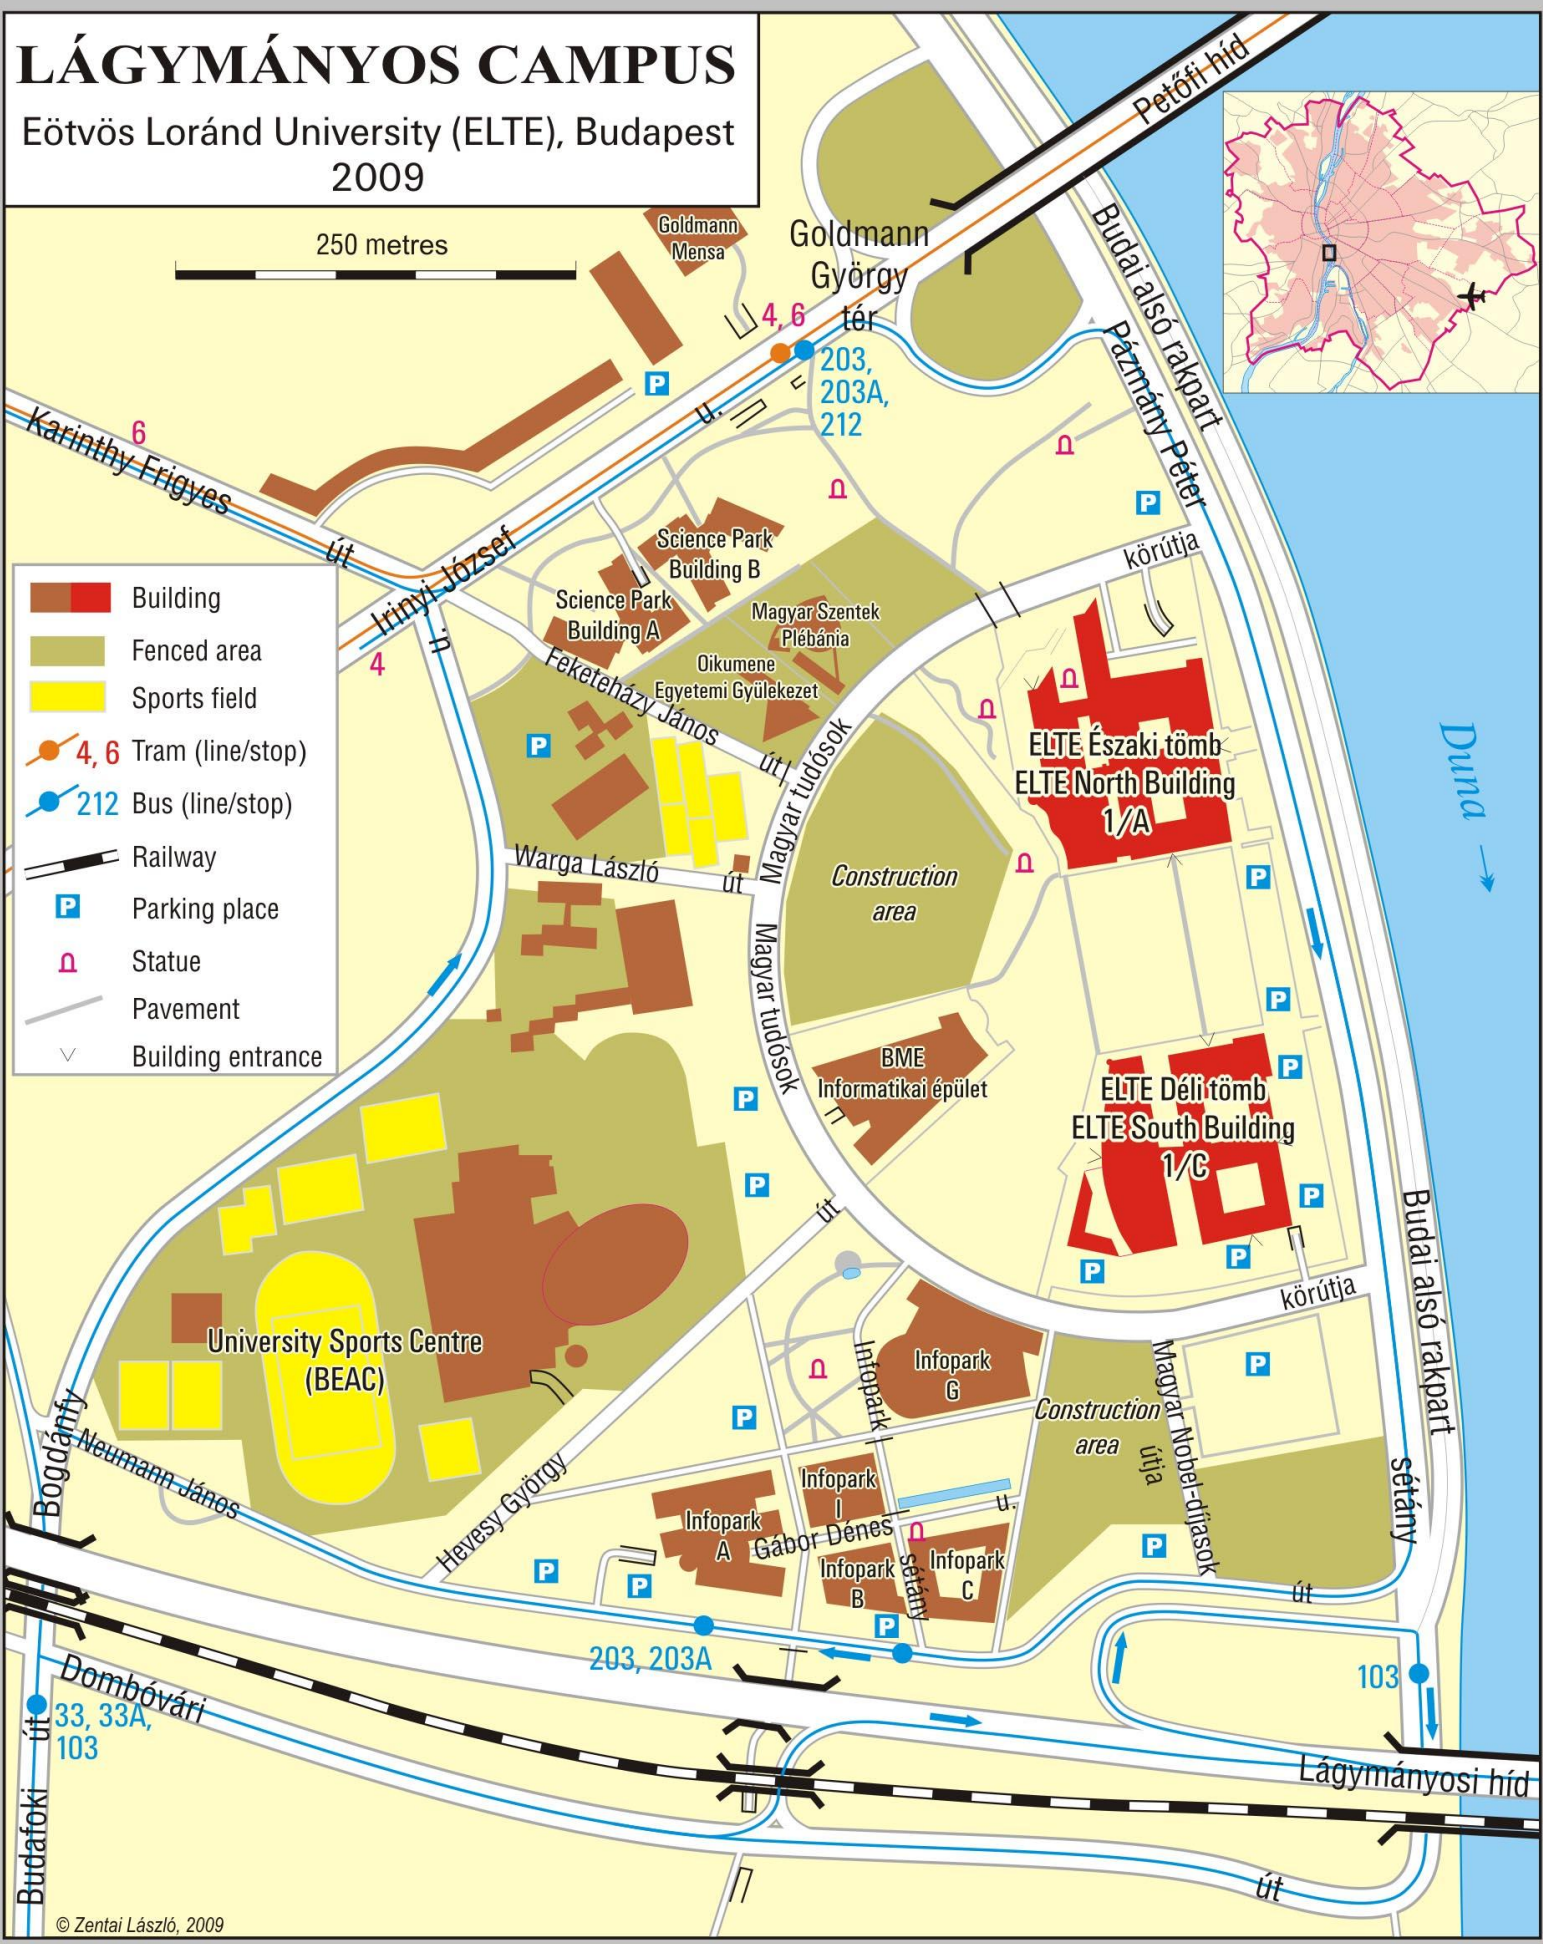 LÁGYMÁNYOS CAMPUS
Eötvös Loránd University (ELTE), Budapest
2009
250 metres
Goldmann
Mensa
Goldmann
György
tér
Petőfi híd
4, 6
203,
203A,
212
P
Budai alsó rakpart
Pázmány Péter
Karinthy Frigyes
6
út
Irinyi József
u.
4
u.
P
körútja
Science Park
Building B
Science Park
Building A
Magyar Szentek
Plébánia
Oikumene
Egyetemi Gyülekezet
Feketeházy János
út
Building
Fenced area
Sports field
4, 6 Tram (line/stop)
212 Bus (line/stop)
Railway
P Parking place
Statue
Pavement
Building entrance
P
Magyar tudósok
ELTE Északi tömb
ELTE North Building
1/A
Duna
Warga László
út
Construction
area
P
Magyar tudósok
P
BME
Informatikai épület
P
P
ELTE Déli tömb
ELTE South Building
1/C
P
P
út
P
P
körútja
Budai alsó rakpart
University Sports Centre
(BEAC)
Infopark
G
Infopark
P
P
Construction
area
Magyar Nobel-díjasok
útja
Bogdánfy
Neumann János
Hevesy György
Infopark
I
Infopark
A
Gábor Dénes
u.
sétány
Infopark
B
Infopark
C
sétány
P
P
P
P
út
203, 203A
103
Dombóvári
33, 33A,
103
út
Budafoki
Lágymányosi híd
út
© Zentai László, 2009